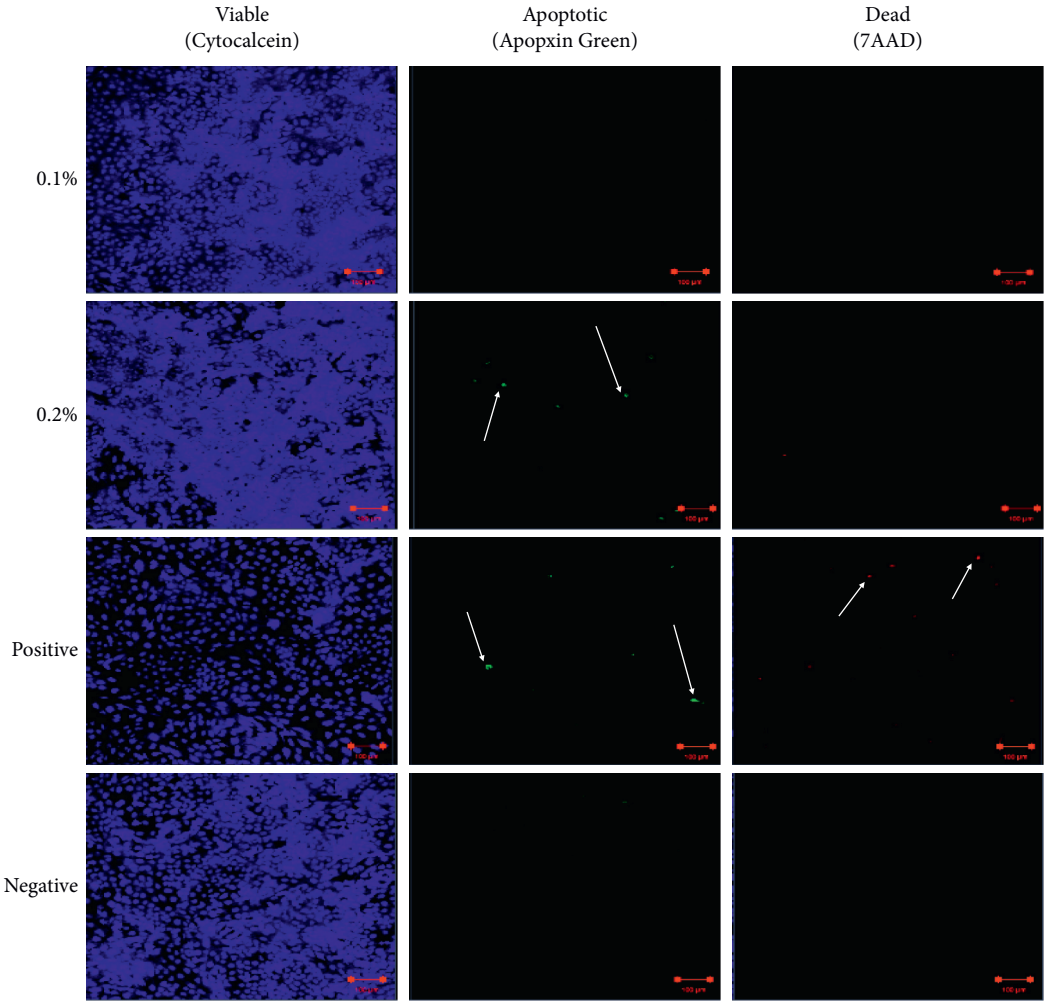 Viable
(Cytocalcein)
Apoptotic
(Apopxin Green)
Dead
(7AAD)
0.1%
100 μm
100 μm
100 μm
0.2%
100 μm
100 μm
100 μm
Positive
100 μm
100 μm
100 μm
Negative
100 μm
100 μm
100 μm